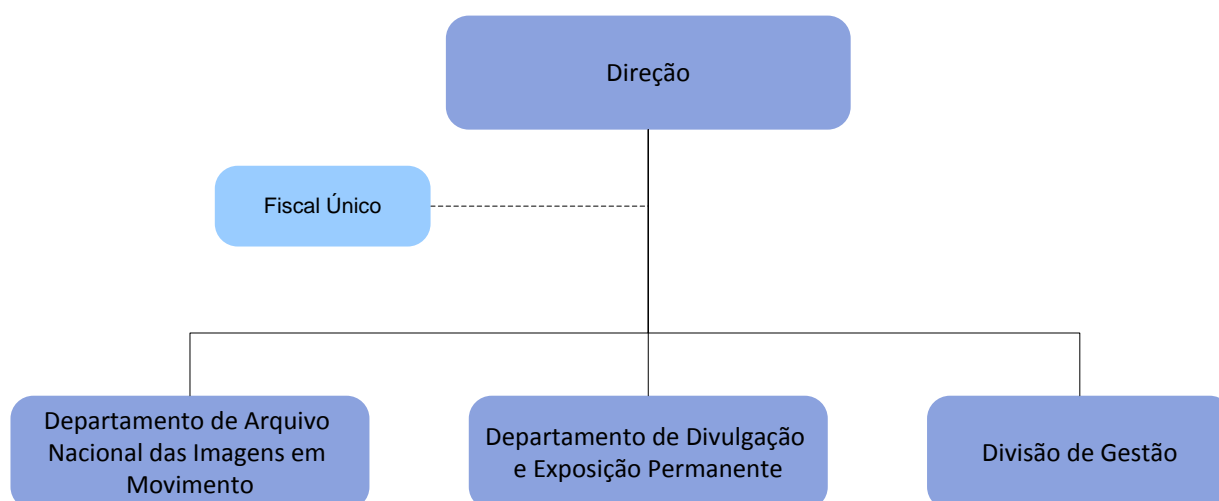 Direção
Fiscal Único
Departamento de Arquivo
Nacional das Imagens em
Movimento
Departamento de Divulgação
e Exposição Permanente
Divisão de Gestão